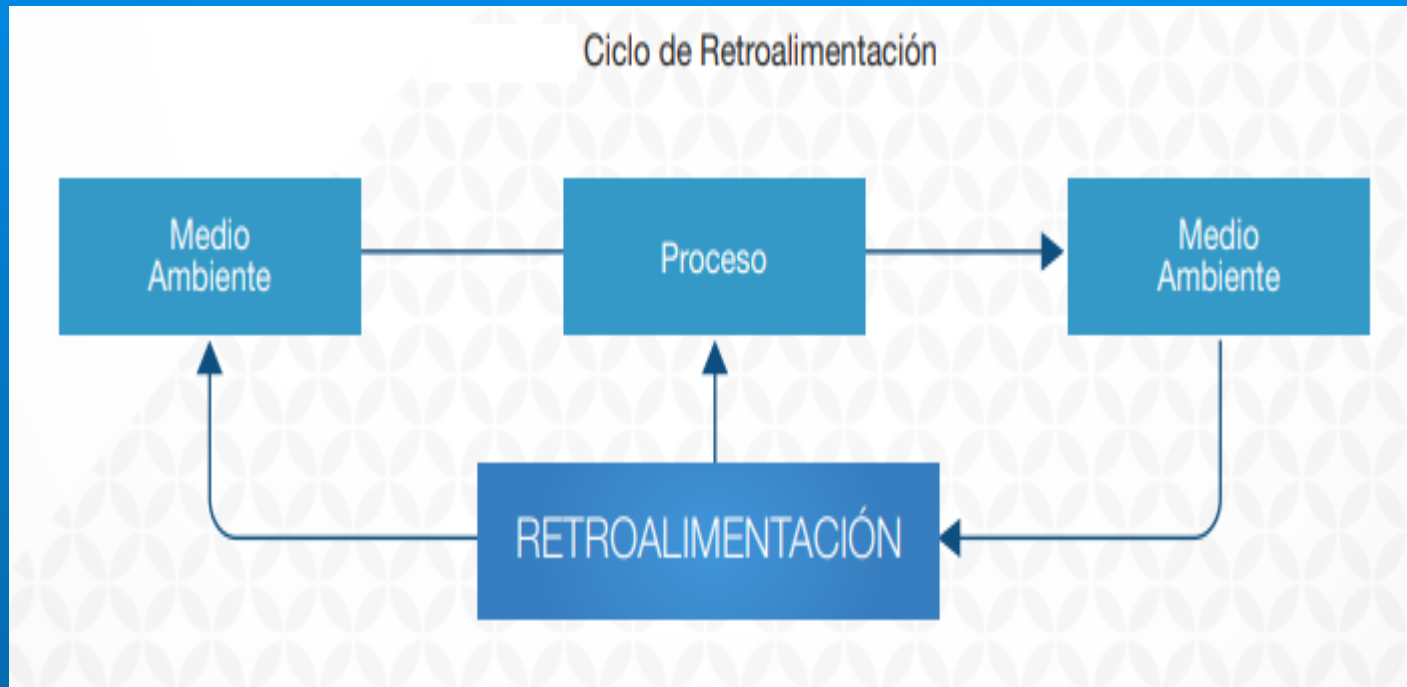 Ciclo de Retroalimentación
Medio
Ambiente
Proceso
Medio
Ambiente
RETROALIMENTACIÓN